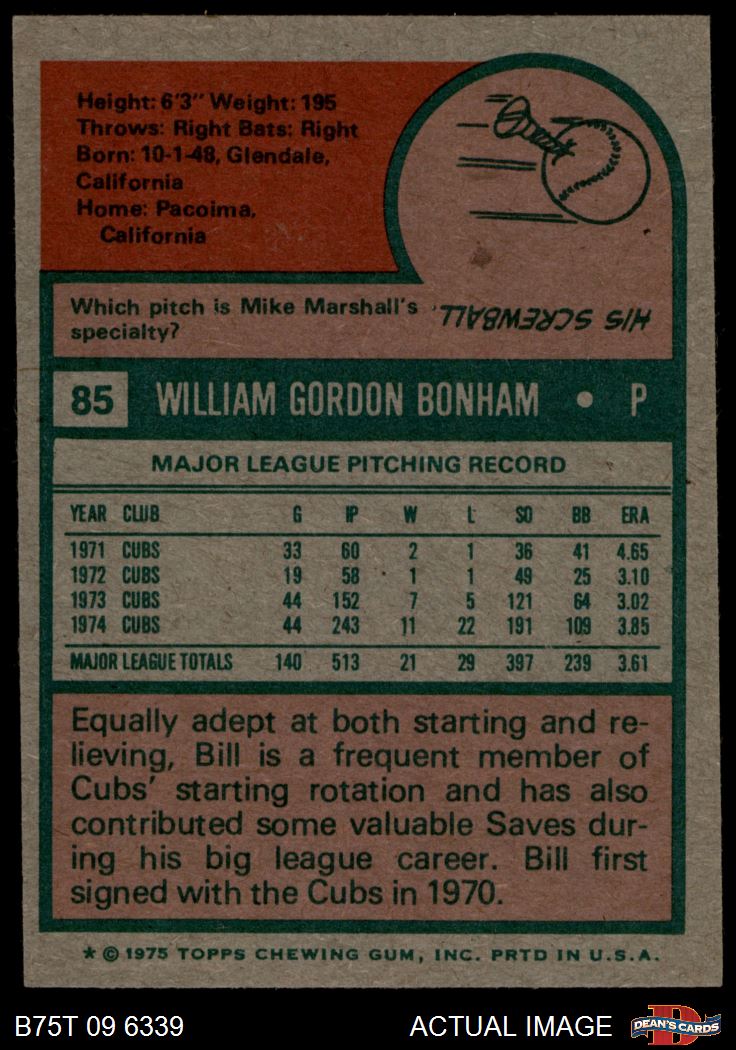 Height: 6'3" Weight: 195
Throws: Right Bats: Right
Born: 10-1-48, Glendale,
California
Home: Pacoima,
California
Which pitch is Mike Marshall's
specialty?
HIS SCREWBALL
85 WILLIAM GORDON BONHAM • P
MAJOR LEAGUE PITCHING RECORD
YEAR CLUB G IP W L SO BB ERA
1971 CUBS 33 60 2 1 36 41 4.65
1972 CUBS 19 58 1 1 49 25 3.10
1973 CUBS 44 152 7 5 121 64 3.02
1974 CUBS 44 243 11 22 191 109 3.85
MAJOR LEAGUE TOTALS 140 513 21 29 397 239 3.61
Equally adept at both starting and re-
lieving, Bill is a frequent member of
Cubs' starting rotation and has also
contributed some valuable Saves dur-
ing his big league career. Bill first
signed with the Cubs in 1970.
* © 1975 TOPPS CHEWING GUM, INC. PRTD IN U.S.A.
B75T 09 6339 ACTUAL IMAGE DEAN'S CARDS